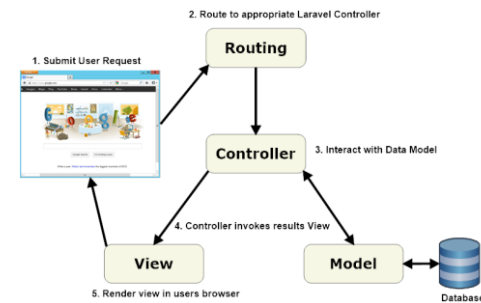 2. Route to appropriate Laravel Controller
Routing
1. Submit User Request
Google
Controller
3. Interact with Data Model
4. Controller invokes results View
View
Model
5. Render view in users browser
Database